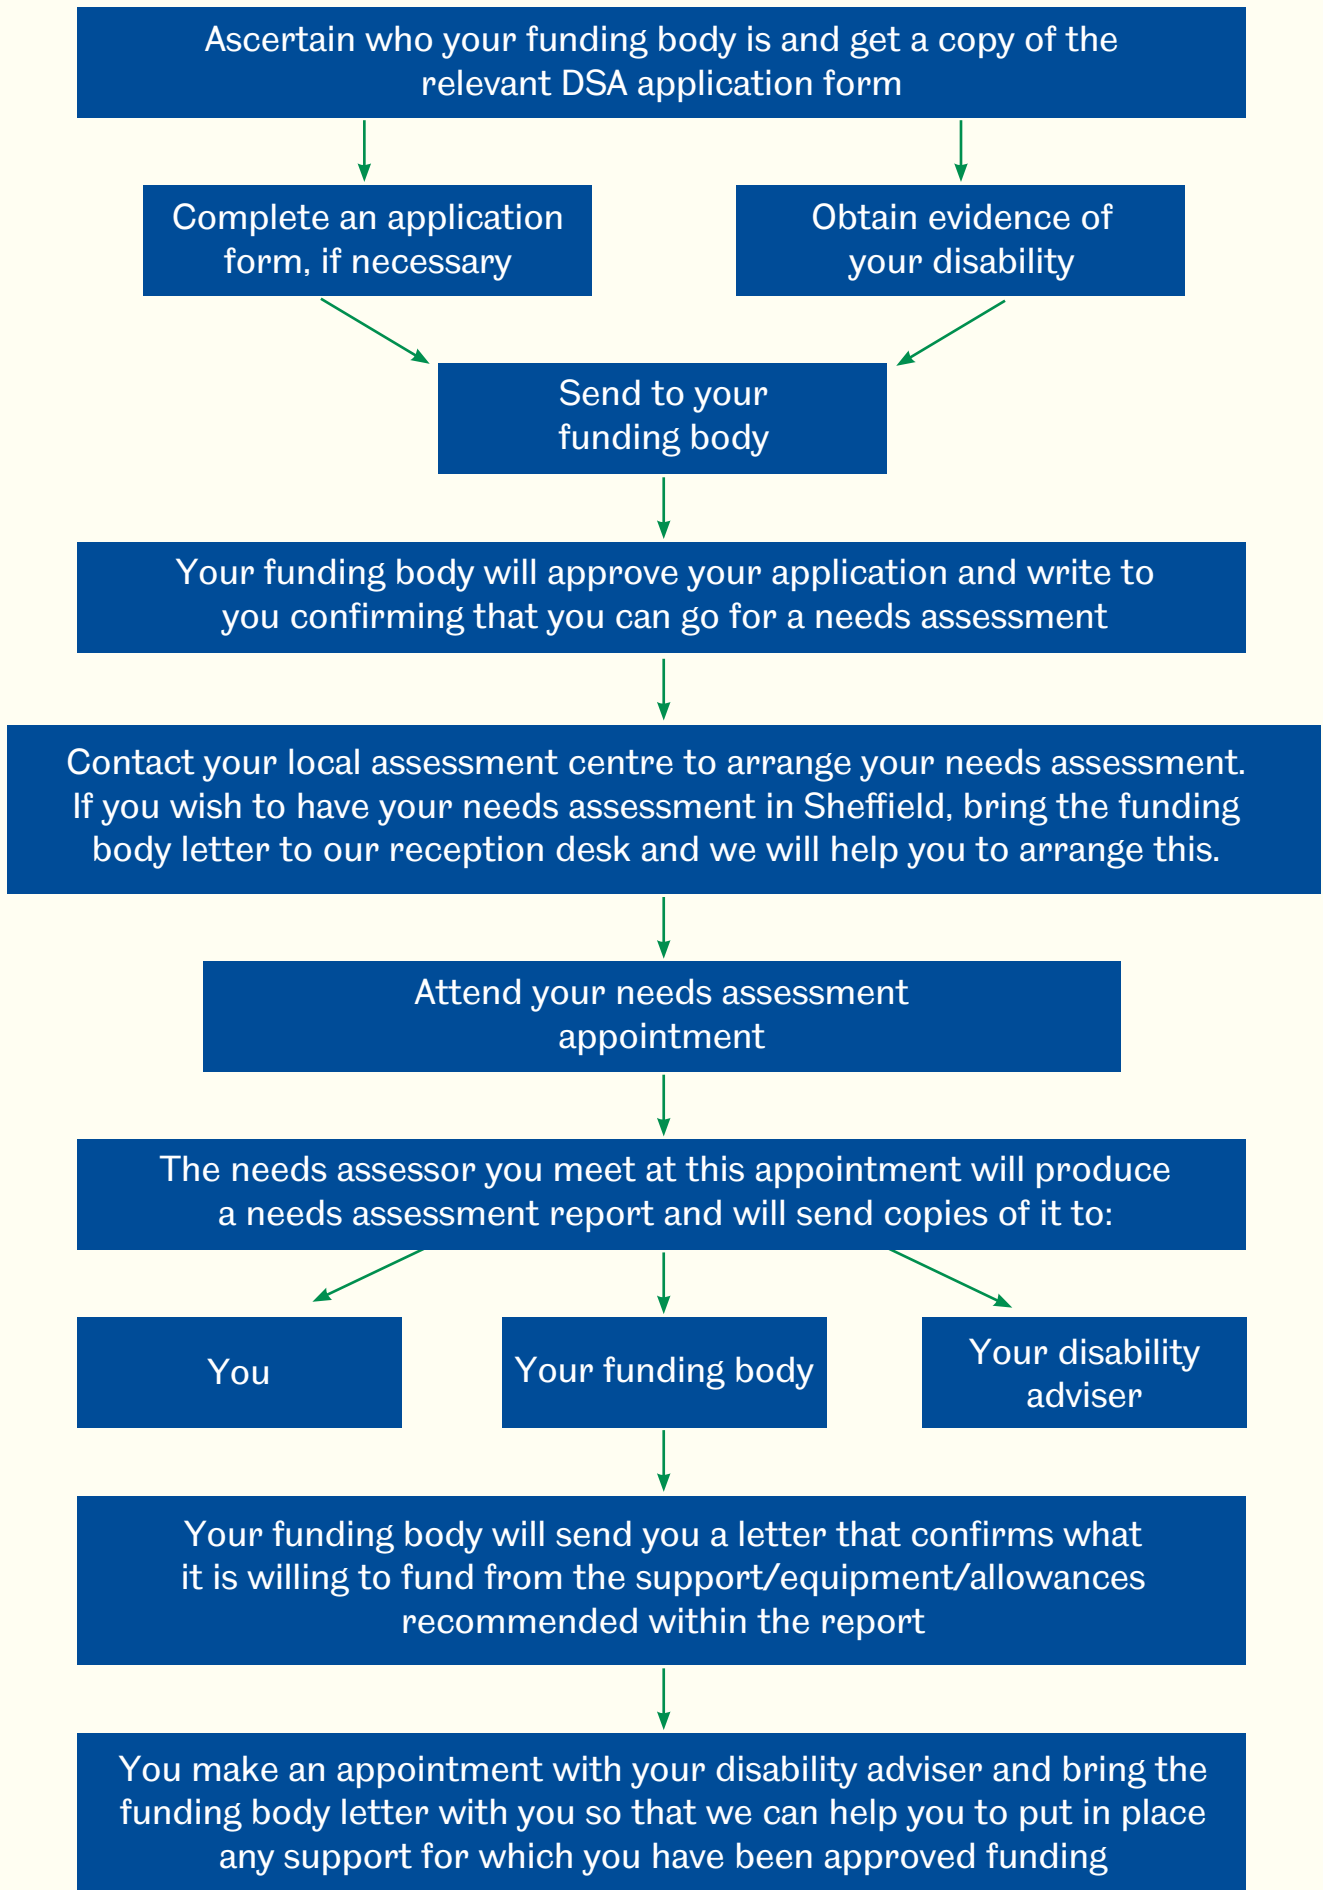 Ascertain who your funding body is and get a copy of the
relevant DSA application form
Complete an application
form, if necessary
Obtain evidence of
your disability
Send to your
funding body
Your funding body will approve your application and write to
you confirming that you can go for a needs assessment
Contact your local assessment centre to arrange your needs assessment.
If you wish to have your needs assessment in Sheffield, bring the funding
body letter to our reception desk and we will help you to arrange this.
Attend your needs assessment
appointment
The needs assessor you meet at this appointment will produce
a needs assessment report and will send copies of it to:
You
Your funding body
Your disability
adviser
Your funding body will send you a letter that confirms what
it is willing to fund from the support/equipment/allowances
recommended within the report
You make an appointment with your disability adviser and bring the
funding body letter with you so that we can help you to put in place
any support for which you have been approved funding